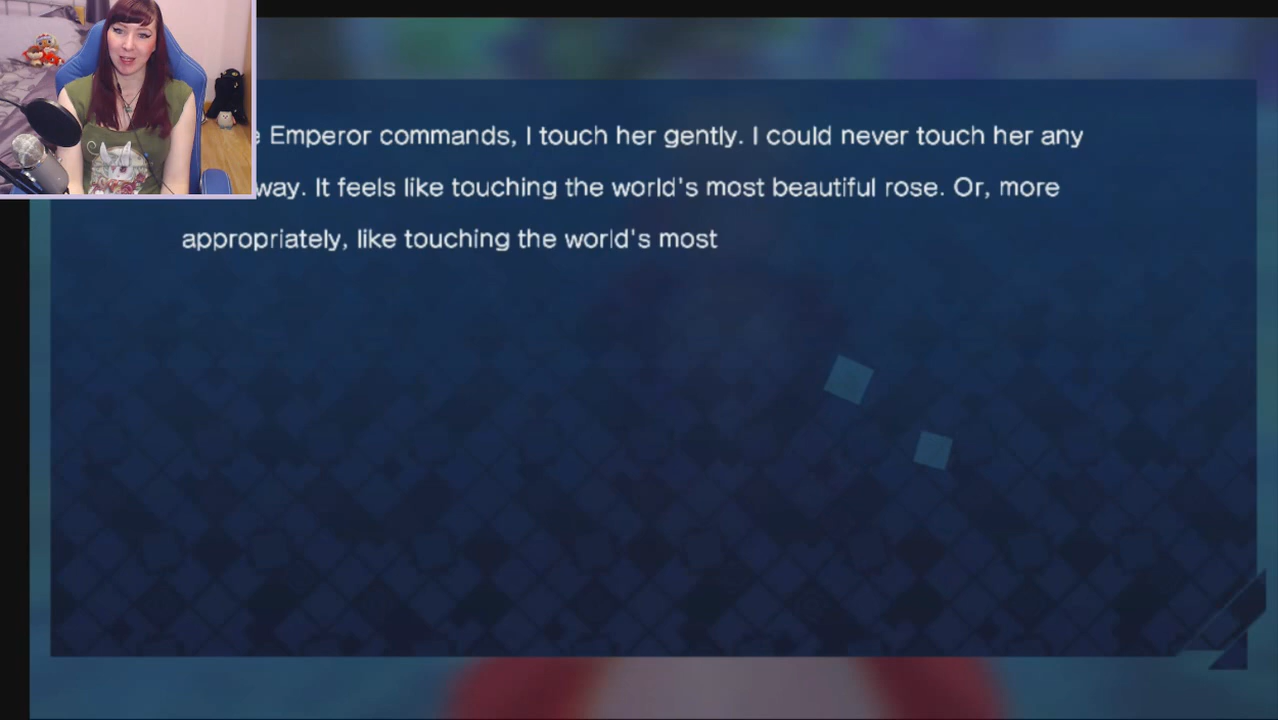 Emperor commands, I touch her gently. I could never touch her any
way. It feels like touching the world's most beautiful rose. Or, more
appropriately, like touching the world's most